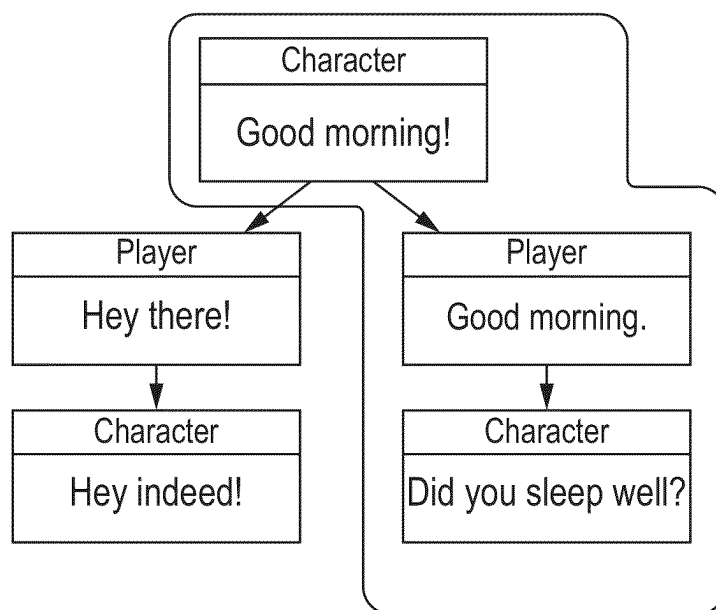 Character
Good morning!
Player
Hey there!
Player
Good morning.
Character
Hey indeed!
Character
Did you sleep well?